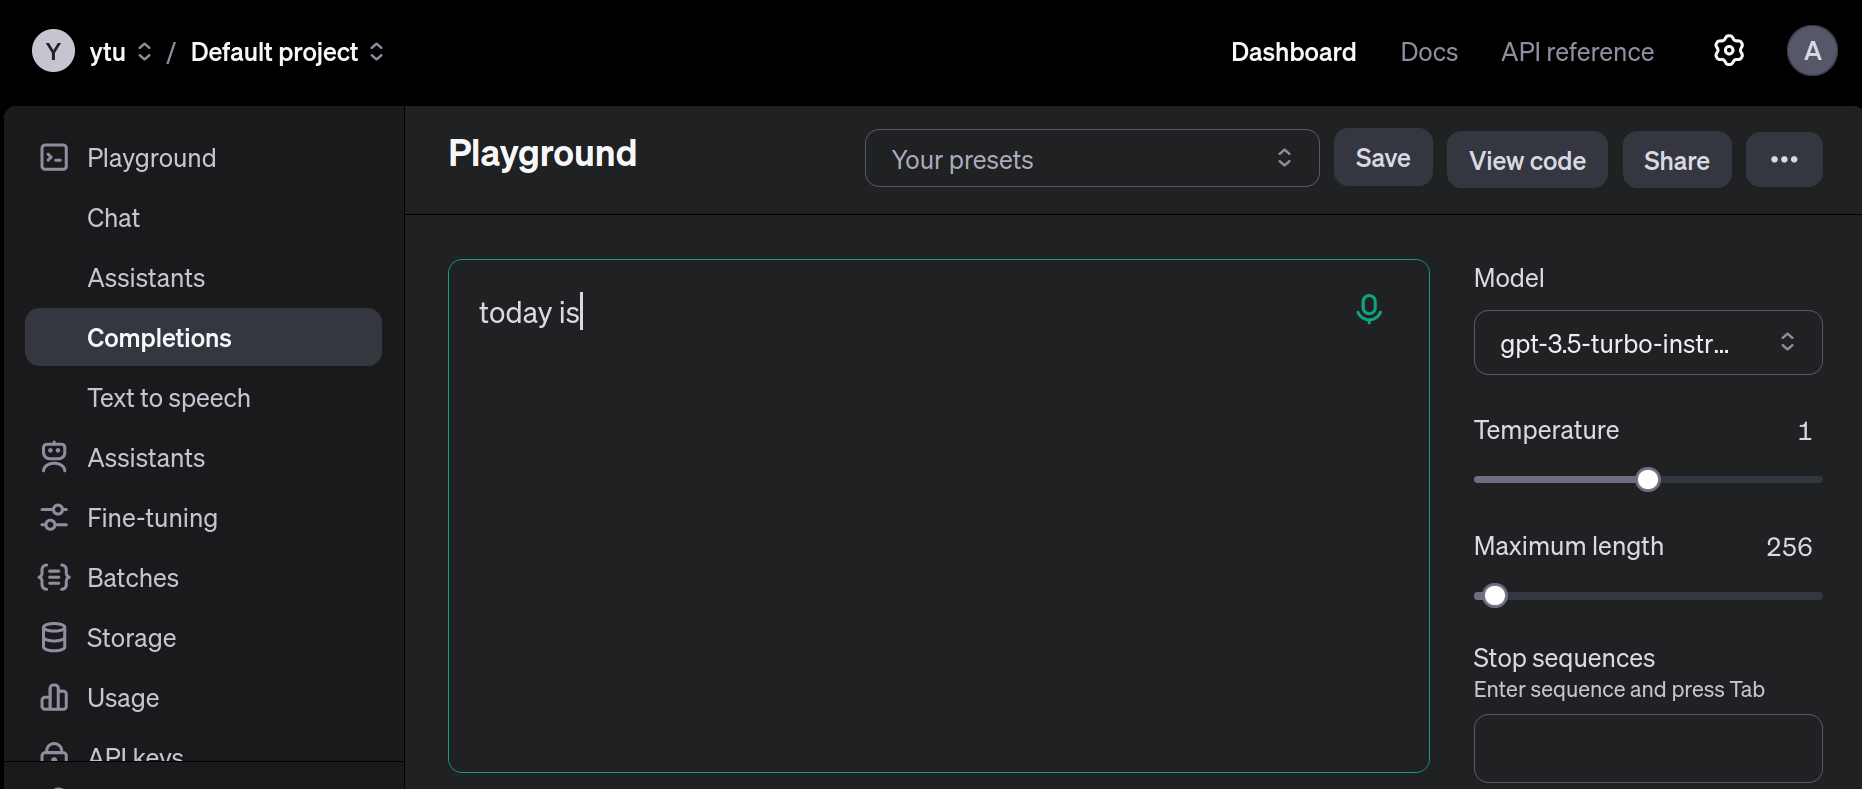 Y ytu / Default project
Dashboard Docs API reference A
Playground
Chat
Assistants
Completions
Text to speech
Assistants
Fine-tuning
Batches
Storage
Usage
API keys
Playground
Your presets Save View code Share •••
today is
Model
gpt-3.5-turbo-instr...
Temperature 1
Maximum length 256
Stop sequences
Enter sequence and press Tab